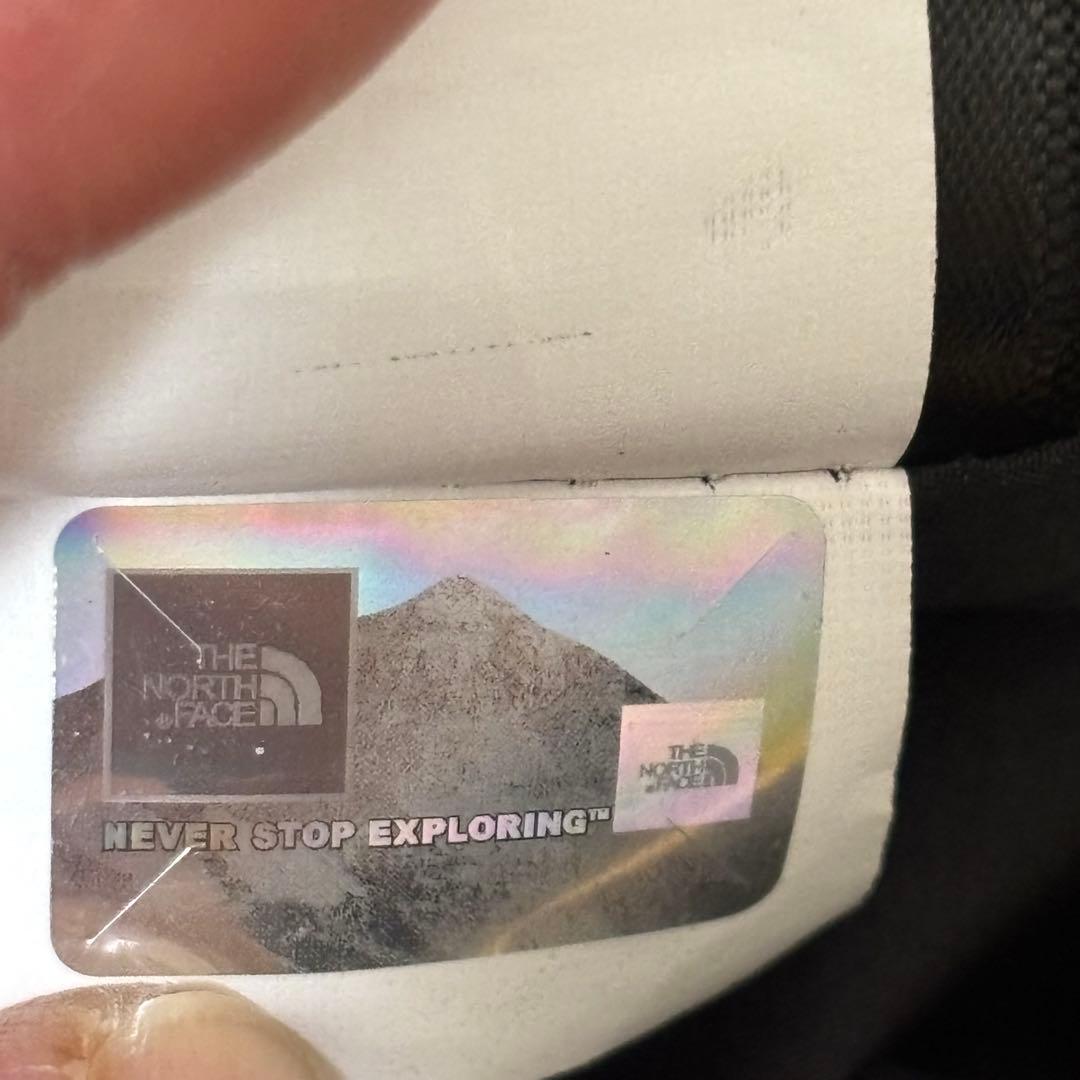 THE
NORTH
FACE
NEVER STOP EXPLORING™
THE
NORTH
FACE